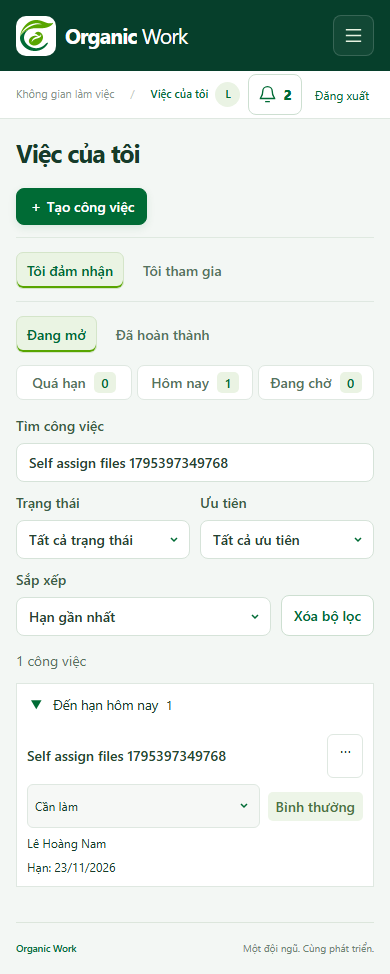 Organic Work
Không gian làm việc / Việc của tôi L 2 Đăng xuất
Việc của tôi
+ Tạo công việc
Tôi đảm nhận Tôi tham gia
Đang mở Đã hoàn thành
Quá hạn 0 Hôm nay 1 Đang chờ 0
Tìm công việc
Self assign files 1795397349768
Trạng thái Ưu tiên
Tất cả trạng thái Tất cả ưu tiên
Sắp xếp
Hạn gần nhất Xóa bộ lọc
1 công việc
▼ Đến hạn hôm nay 1
Self assign files 1795397349768 ...
Cần làm Bình thường
Lê Hoàng Nam
Hạn: 23/11/2026
Organic Work Một đội ngũ. Cùng phát triển.